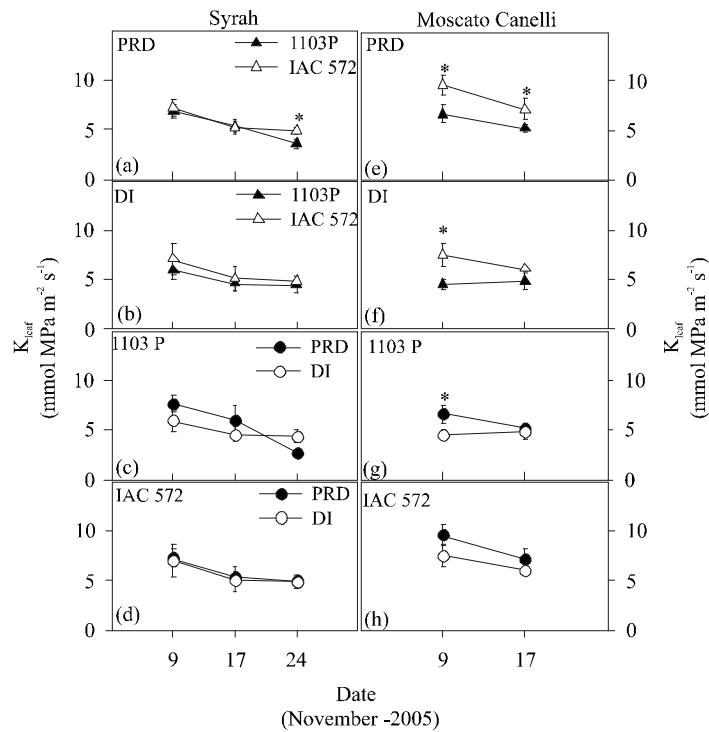 Syrah
Moscato Canelli
PRD
1103P
IAC 572
*
10
5
0
(a)
PRD
*
*
10
5
0
(e)
DI
1103P
IAC 572
10
5
0
(b)
DI
*
10
5
0
(f)
1103 P
PRD
DI
10
5
0
(c)
1103 P
*
10
5
0
(g)
IAC 572
PRD
DI
10
5
0
(d)
IAC 572
10
5
0
(h)
K leaf
(mmol MPa m⁻² s⁻¹)
K leaf
(mmol MPa m⁻² s⁻¹)
9 17 24
9 17
Date
(November -2005)